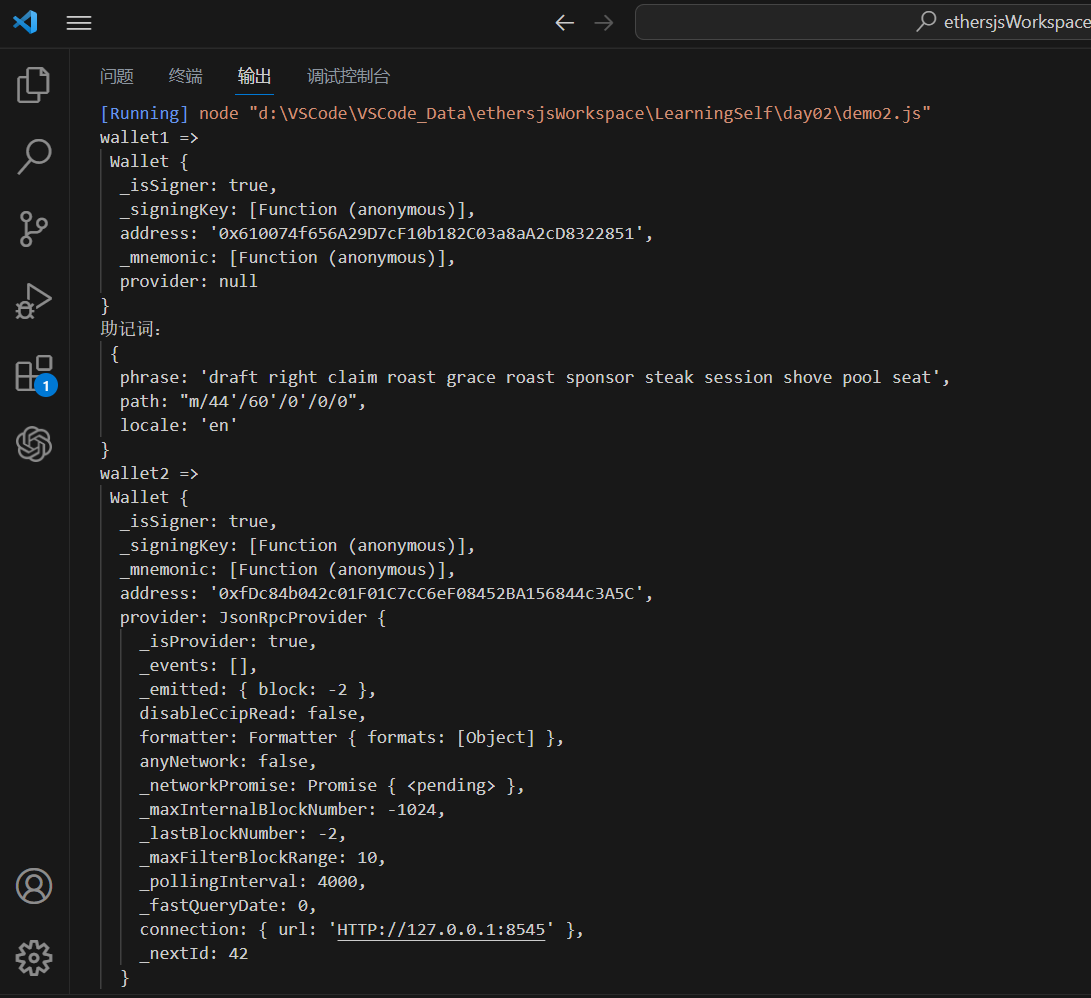 ethersjsWorkspace
问题 终端 输出 调试控制台
[Running] node "d:\VSCode\VSCode_Data\ethersjsWorkspace\LearningSelf\day02\demo2.js"
wallet1 =>
Wallet {
_isSigner: true,
_signingKey: [Function (anonymous)],
address: '0x610074f656A29D7cF10b182C03a8aA2cD8322851',
_mnemonic: [Function (anonymous)],
provider: null
}
助记词:
{
phrase: 'draft right claim roast grace roast sponsor steak session shove pool seat',
path: "m/44'/60'/0'/0/0",
locale: 'en'
}
wallet2 =>
Wallet {
_isSigner: true,
_signingKey: [Function (anonymous)],
_mnemonic: [Function (anonymous)],
address: '0xfDc84b042c01F01C7cC6eF08452BA156844c3A5C',
provider: JsonRpcProvider {
_isProvider: true,
_events: [],
_emitted: { block: -2 },
disableCcipRead: false,
formatter: Formatter { formats: [Object] },
anyNetwork: false,
_networkPromise: Promise { <pending> },
_maxInternalBlockNumber: -1024,
_lastBlockNumber: -2,
_maxFilterBlockRange: 10,
_pollingInterval: 4000,
_fastQueryDate: 0,
connection: { url: 'HTTP://127.0.0.1:8545' },
_nextId: 42
}
1